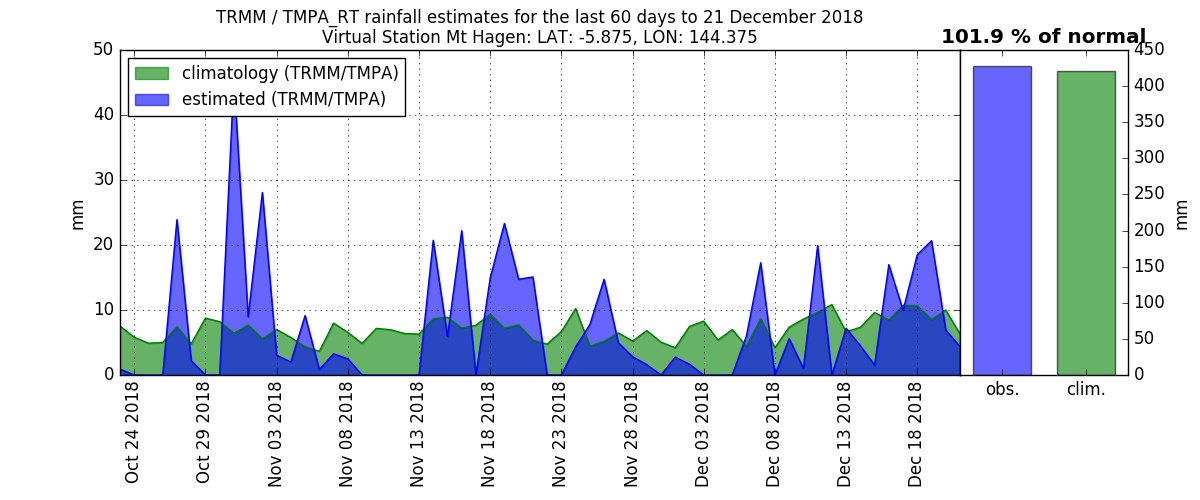 TRMM / TMPA_RT rainfall estimates for the last 60 days to 21 December 2018
Virtual Station Mt Hagen: LAT: -5.875, LON: 144.375
101.9 % of normal
climatology (TRMM/TMPA)
estimated (TRMM/TMPA)
mm
50
40
30
20
10
0
Oct 24 2018
Oct 29 2018
Nov 03 2018
Nov 08 2018
Nov 13 2018
Nov 18 2018
Nov 23 2018
Nov 28 2018
Dec 03 2018
Dec 08 2018
Dec 13 2018
Dec 18 2018
obs.
clim.
450
400
350
300
250
200
150
100
50
0
mm